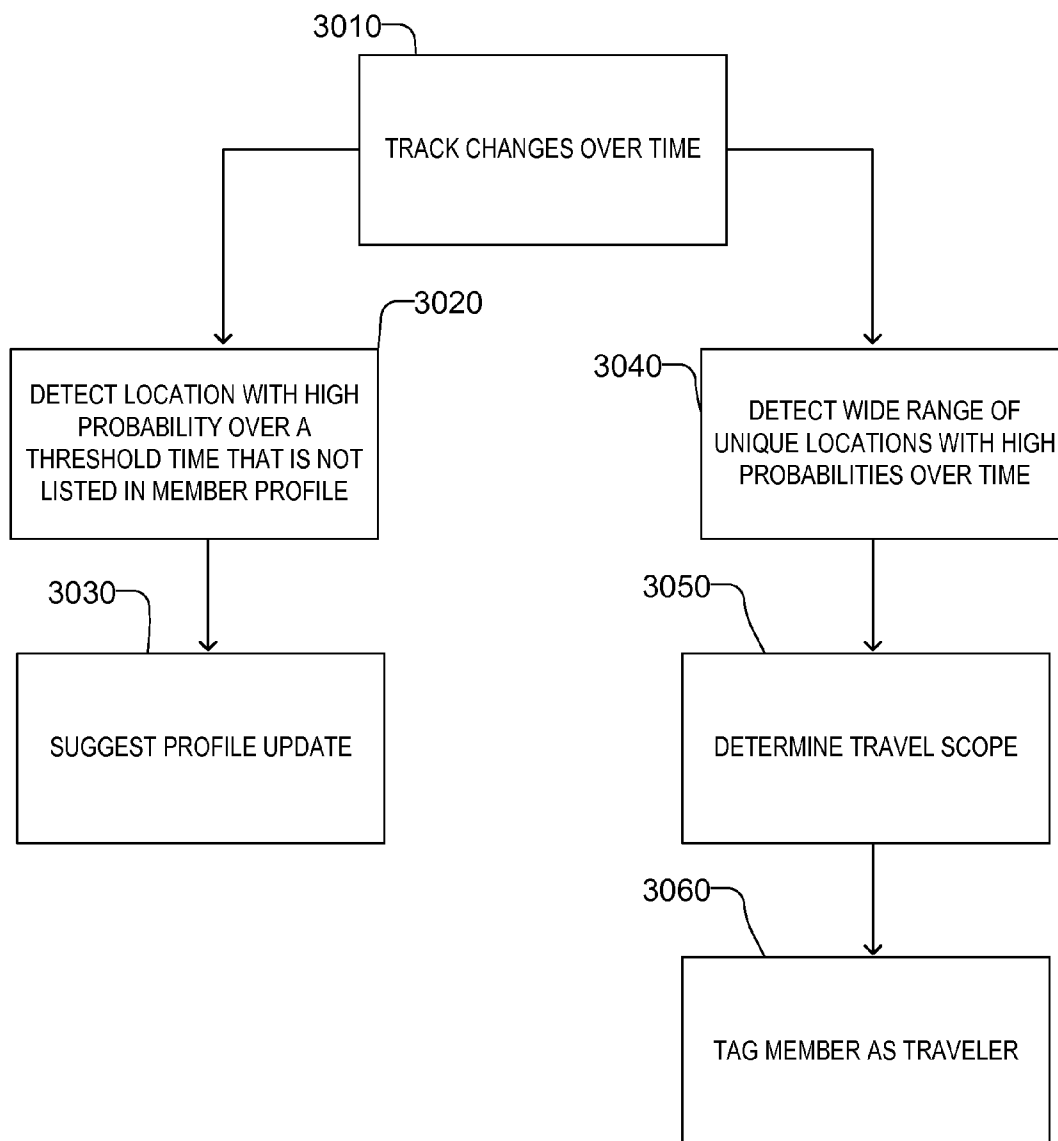 3010
TRACK CHANGES OVER TIME
3020
DETECT LOCATION WITH HIGH
PROBABILITY OVER A
THRESHOLD TIME THAT IS NOT
LISTED IN MEMBER PROFILE
3030
SUGGEST PROFILE UPDATE
3040
DETECT WIDE RANGE OF
UNIQUE LOCATIONS WITH HIGH
PROBABILITIES OVER TIME
3050
DETERMINE TRAVEL SCOPE
3060
TAG MEMBER AS TRAVELER